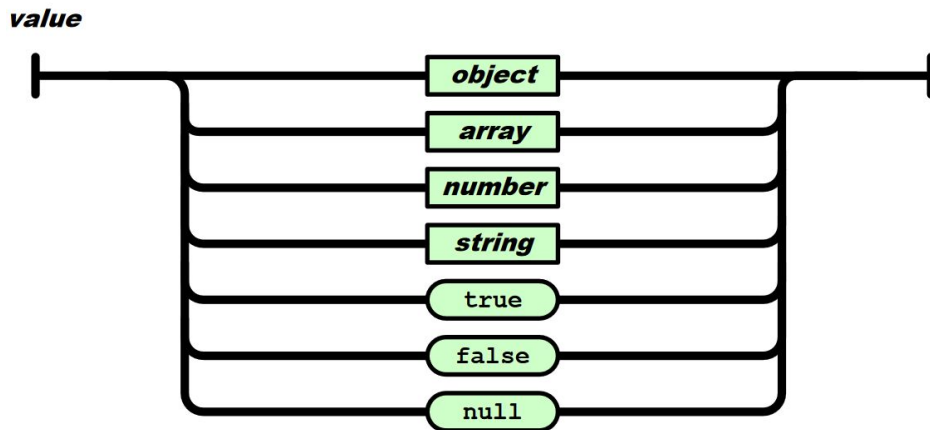 value
object
array
number
string
true
false
null